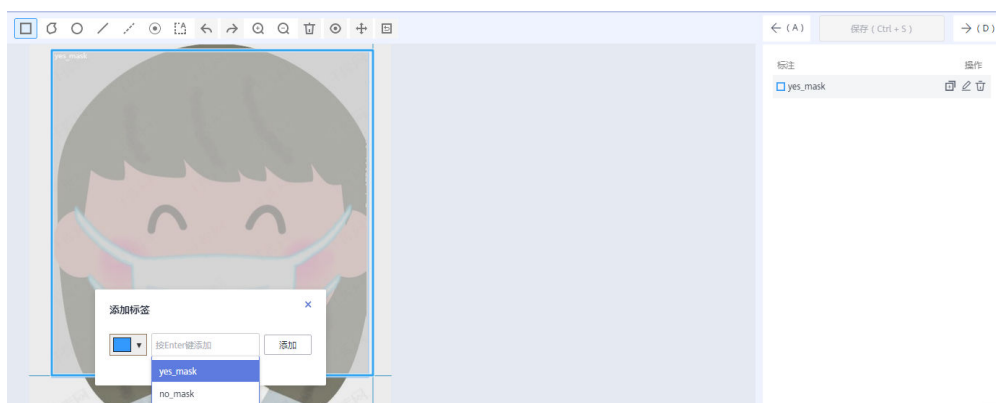 ← ( A )
保存 ( Ctrl + S )
→ ( D )
yes_mask
标注
操作
yes_mask
添加标签
×
按Enter键添加
添加
yes_mask
no_mask